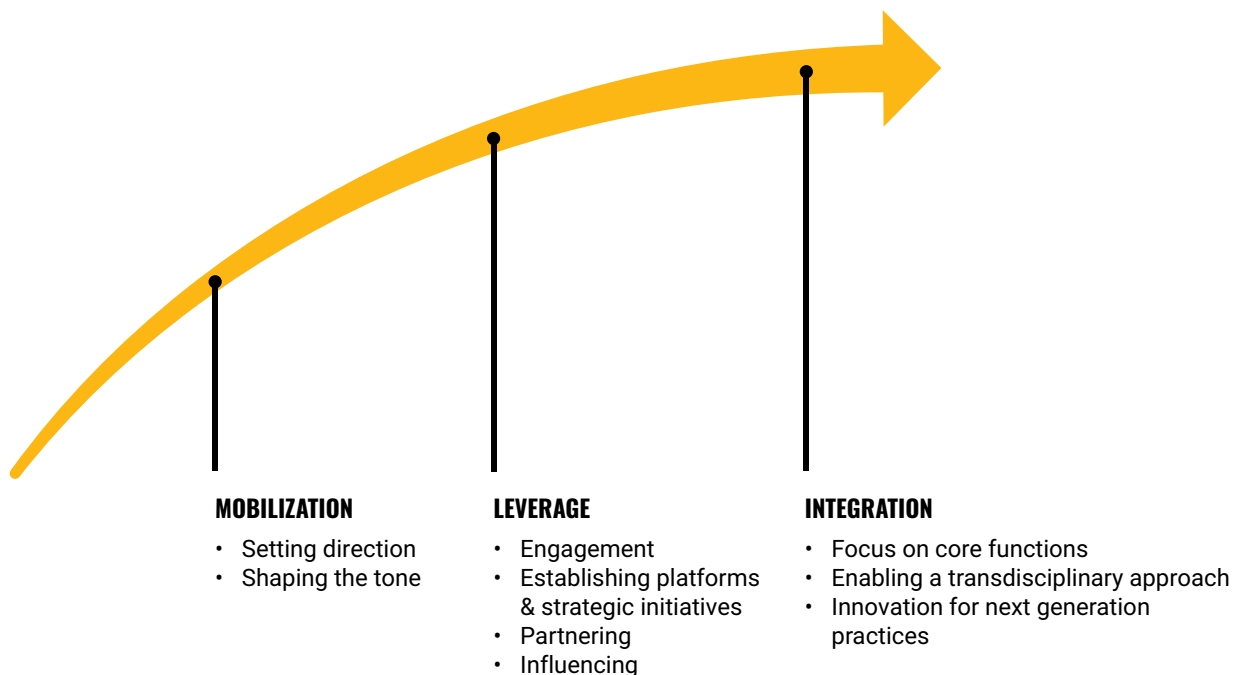 MOBILIZATION
• Setting direction
• Shaping the tone
LEVERAGE
• Engagement
• Establishing platforms
& strategic initiatives
• Partnering
• Influencing
INTEGRATION
• Focus on core functions
• Enabling a transdisciplinary approach
• Innovation for next generation
practices